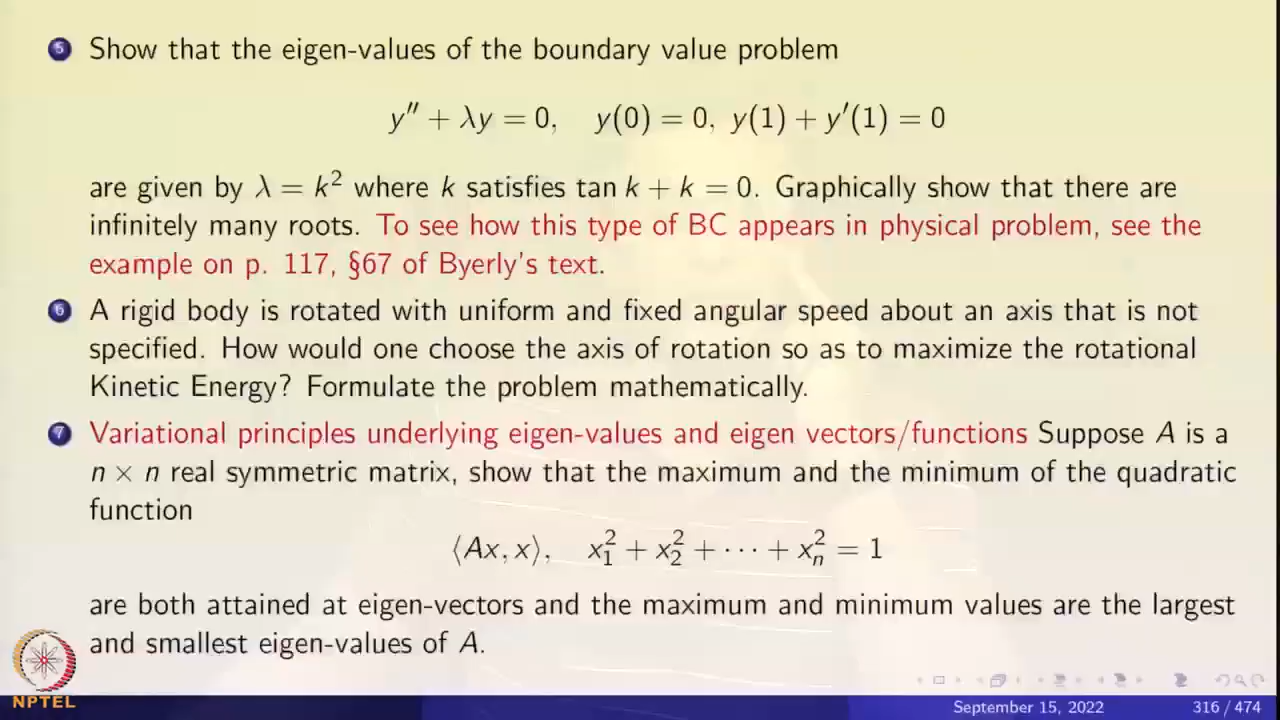 5 Show that the eigen-values of the boundary value problem
y′′ + λy = 0, y(0) = 0, y(1) + y′(1) = 0
are given by λ = k² where k satisfies tan k + k = 0. Graphically show that there are
infinitely many roots. To see how this type of BC appears in physical problem, see the
example on p. 117, §67 of Byerly's text.
6 A rigid body is rotated with uniform and fixed angular speed about an axis that is not
specified. How would one choose the axis of rotation so as to maximize the rotational
Kinetic Energy? Formulate the problem mathematically.
7 Variational principles underlying eigen-values and eigen vectors/functions Suppose A is a
n × n real symmetric matrix, show that the maximum and the minimum of the quadratic
function
⟨Ax, x⟩, x₁² + x₂² + ⋯ + xₙ² = 1
are both attained at eigen-vectors and the maximum and minimum values are the largest
and smallest eigen-values of A.
NPTEL
September 15, 2022 316 / 474